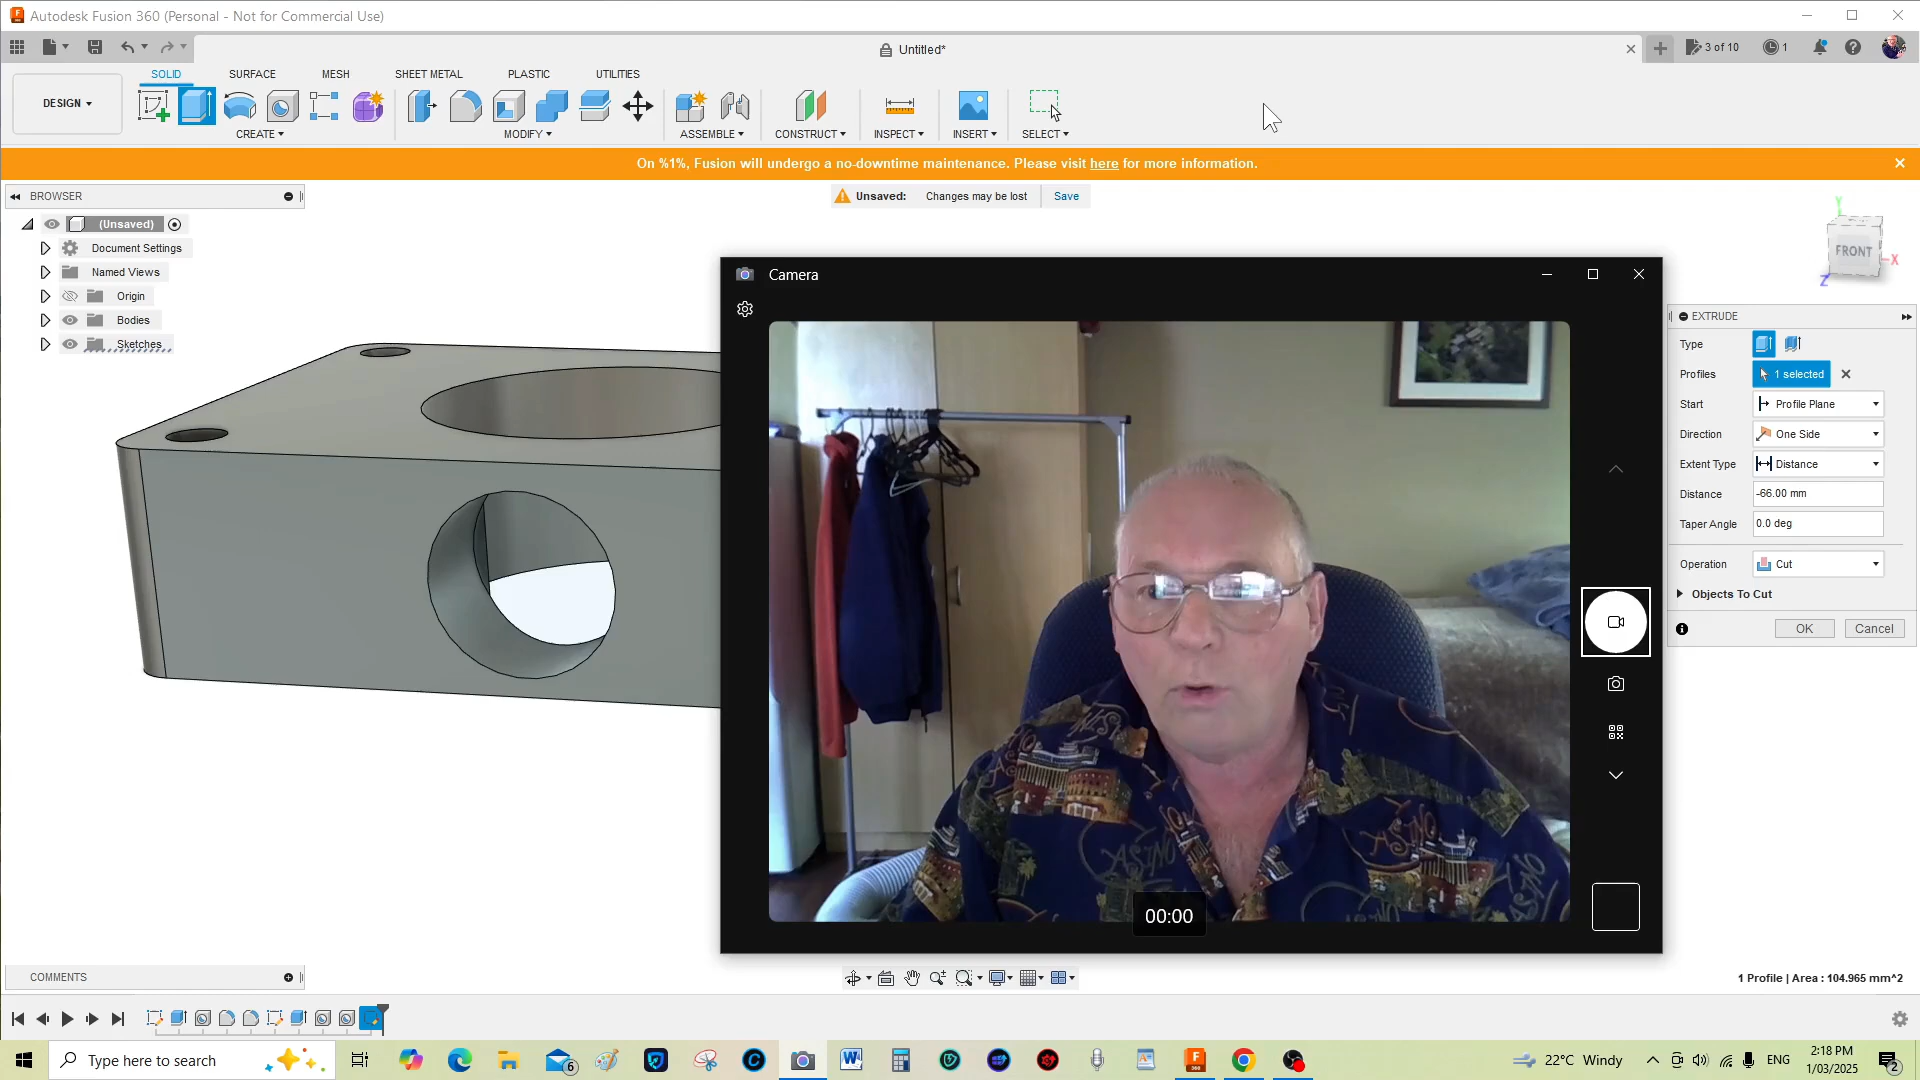 Autodesk Fusion 360 (Personal - Not for Commercial Use)
Untitled*
3 of 10
1
DESIGN
SOLID
SURFACE
MESH
SHEET METAL
PLASTIC
UTILITIES
CREATE
MODIFY
ASSEMBLE
CONSTRUCT
INSPECT
INSERT
SELECT
On %1%, Fusion will undergo a no-downtime maintenance. Please visit here for more information.
BROWSER
Unsaved: Changes may be lost Save
(Unsaved)
Document Settings
Named Views
Origin
Bodies
Sketches
Y
FRONT
X
Z
Camera
00:00
EXTRUDE
Type
Profiles 1 selected
Start Profile Plane
Direction One Side
Extent Type Distance
Distance -66.00 mm
Taper Angle 0.0 deg
Operation Cut
Objects To Cut
OK Cancel
COMMENTS
1 Profile | Area : 104.965 mm^2
Type here to search
6
22°C Windy
ENG
2:18 PM
1/03/2025
2